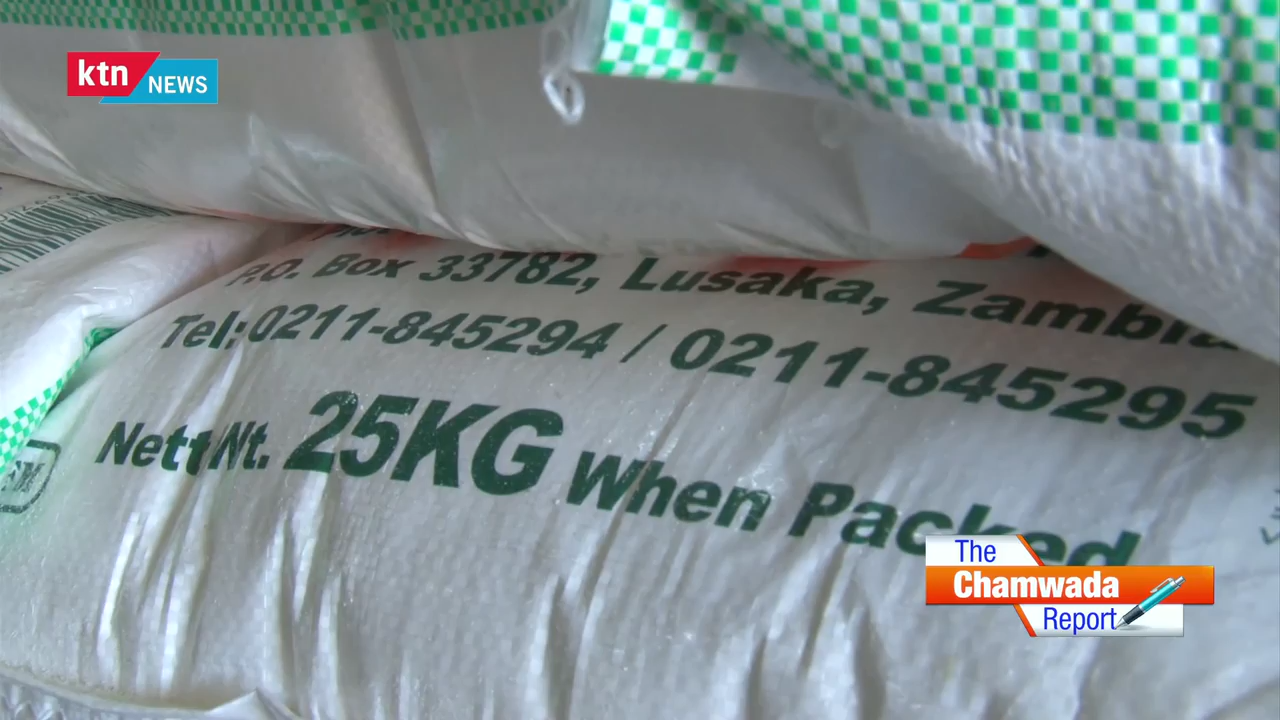 ktn NEWS
P.O. Box 33782, Lusaka, Zambia
Tel: 0211-845294 / 0211-845295
Nett Wt. 25KG When Packed
The
Chamwada
Report